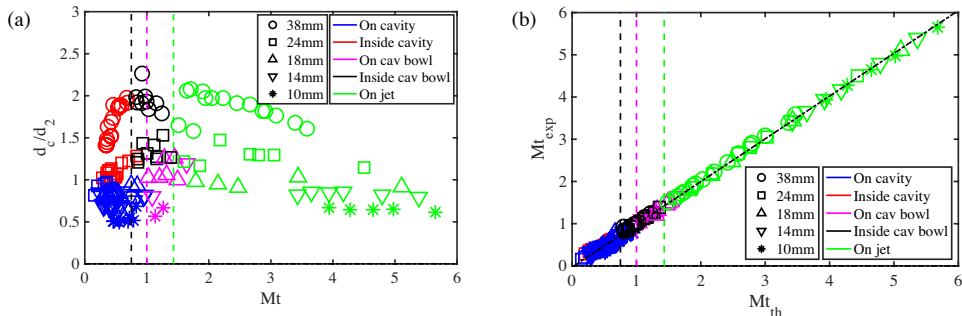 (a)
3
2.5
2
1.5
1
0.5
0
d_c/d_2
0 1 2 3 4 5 6
Mt
38mm On cavity
24mm Inside cavity
18mm On cav bowl
14mm Inside cav bowl
10mm On jet
(b)
6
5
4
3
2
1
0
Mt_exp
0 1 2 3 4 5 6
Mt_th
38mm On cavity
24mm Inside cavity
18mm On cav bowl
14mm Inside cav bowl
10mm On jet